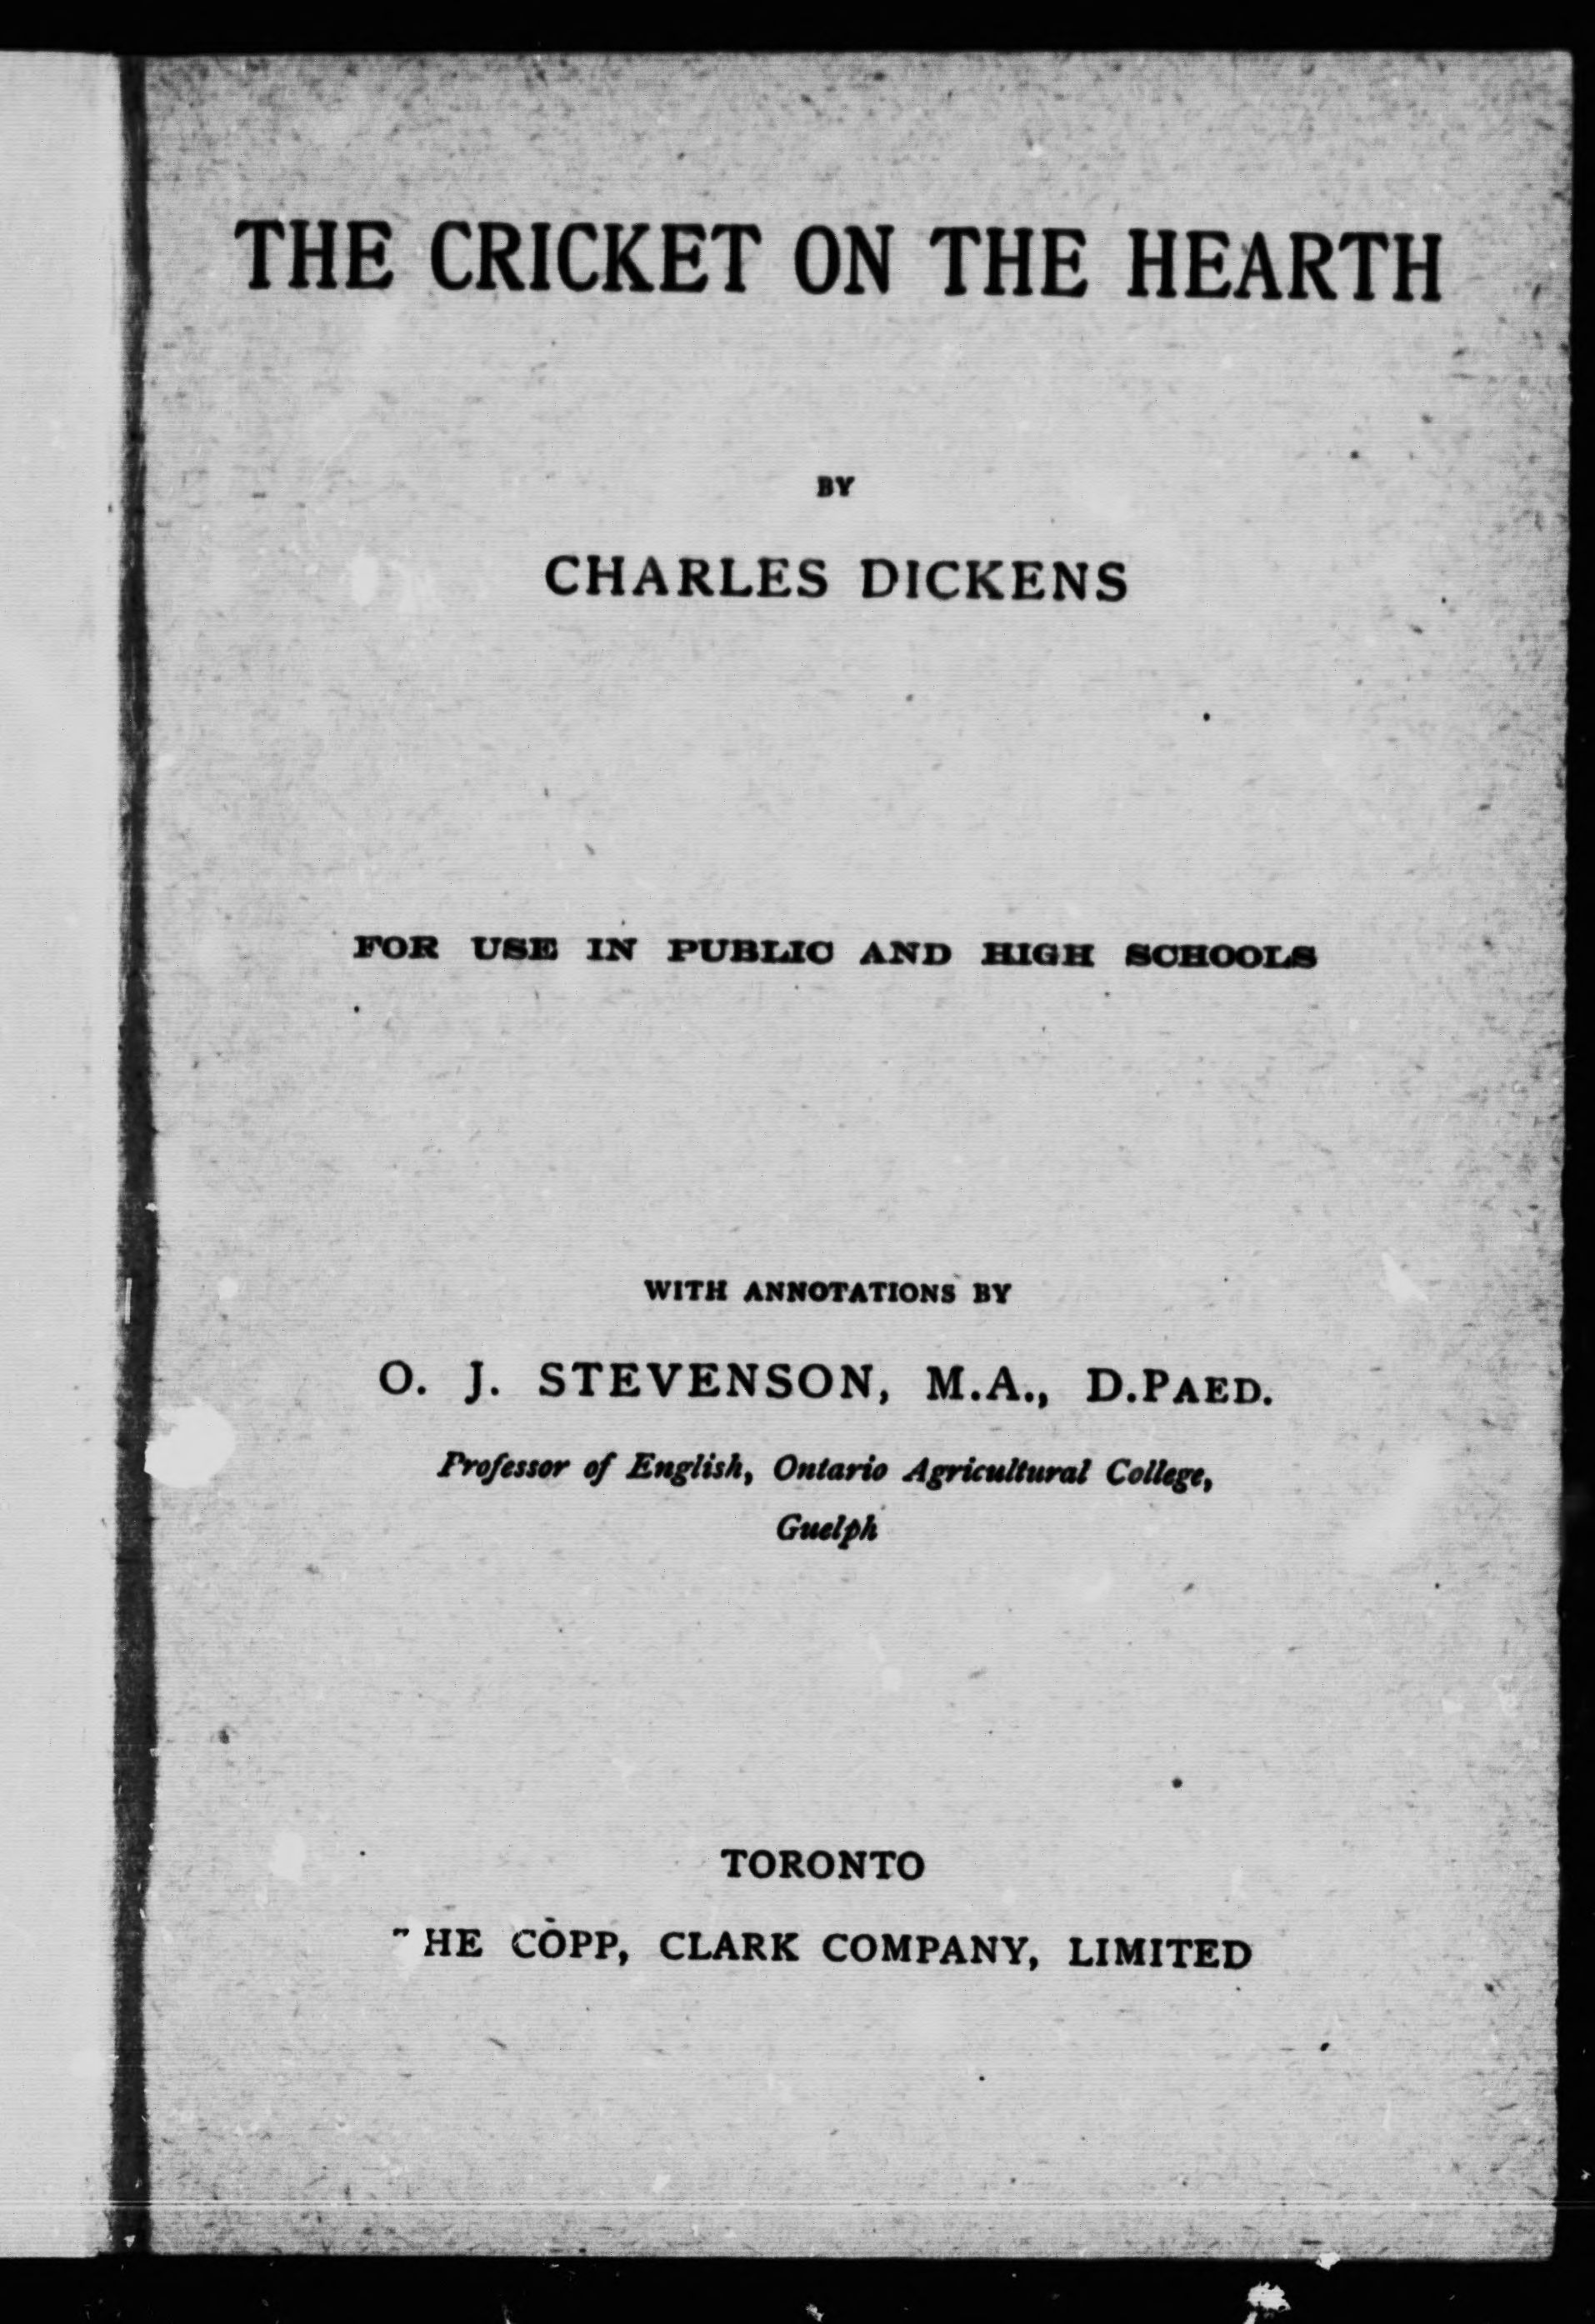 THE CRICKET ON THE HEARTH
BY
CHARLES DICKENS
FOR USE IN PUBLIC AND HIGH SCHOOLS
WITH ANNOTATIONS BY
O. J. STEVENSON, M.A., D.PAED.
Professor of English, Ontario Agricultural College,
Guelph
TORONTO
THE COPP, CLARK COMPANY, LIMITED